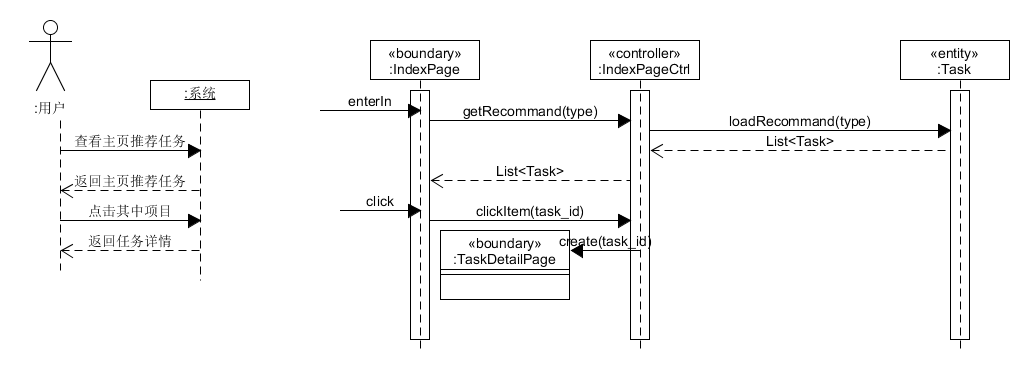 :用户
:系统
查看主页推荐任务
返回主页推荐任务
点击其中项目
返回任务详情
«boundary»
:IndexPage
«controller»
:IndexPageCtrl
«entity»
:Task
enterIn
getRecommand(type)
loadRecommand(type)
List<Task>
List<Task>
click
clickItem(task_id)
«boundary»
:TaskDetailPage
create(task_id)